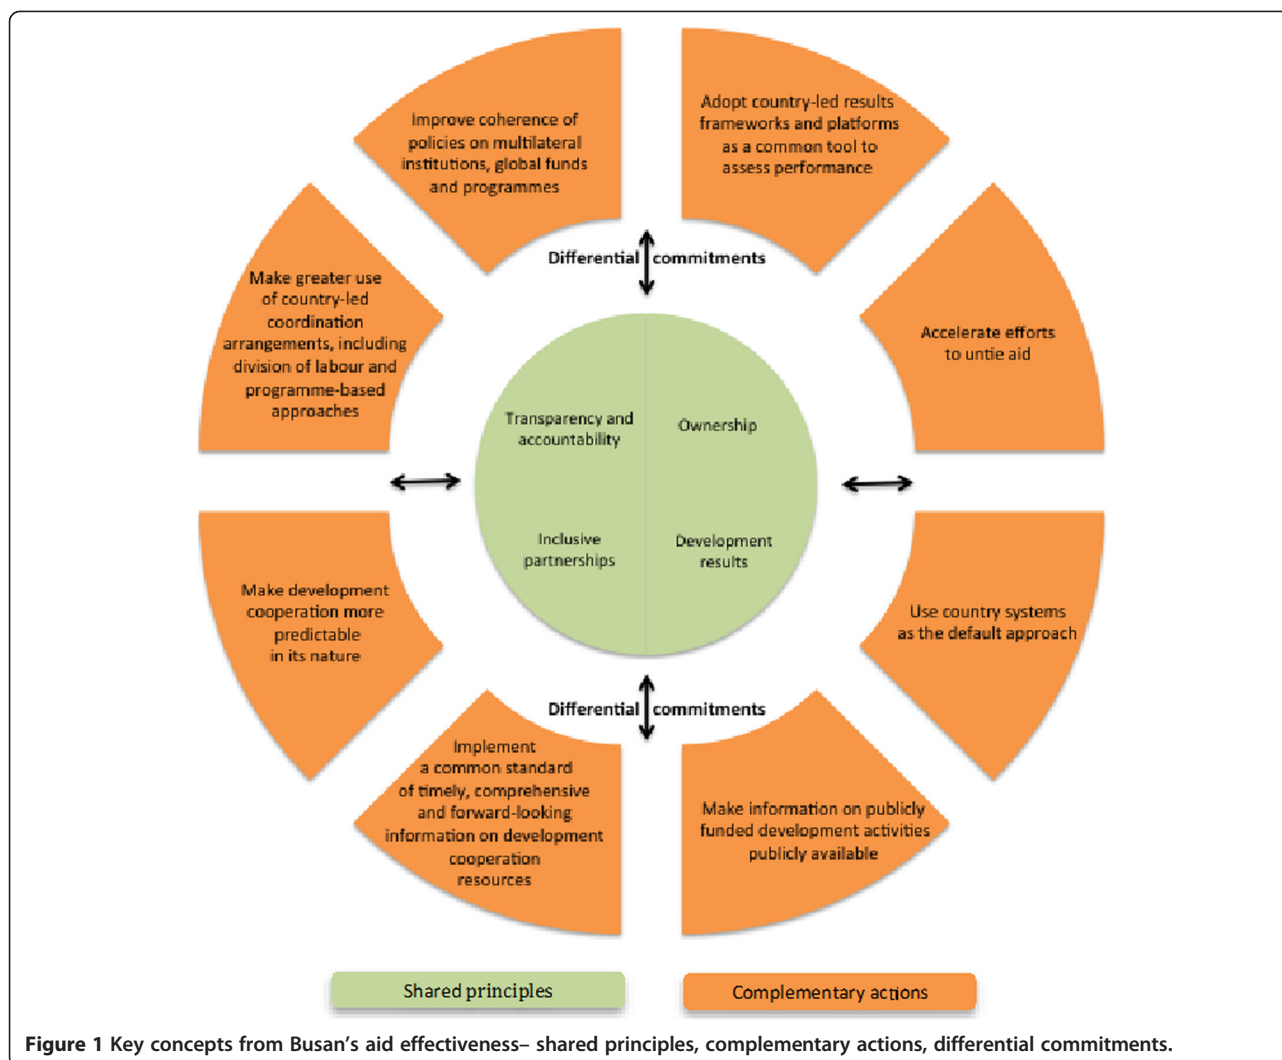 Improve coherence of
policies on multilateral
institutions, global funds
and programmes
Adopt country-led results
frameworks and platforms
as a common tool to
assess performance
Differential commitments
Make greater use
of country-led
coordination
arrangements, including
division of labour and
programme-based
approaches
Accelerate efforts
to untie aid
Transparency and
accountability
Ownership
Inclusive
partnerships
Development
results
Make development
cooperation more
predictable
in its nature
Use country systems
as the default approach
Differential commitments
Implement
a common standard
of timely, comprehensive
and forward-looking
information on development
cooperation
resources
Make information on publicly
funded development activities
publicly available
Shared principles
Complementary actions
Figure 1 Key concepts from Busan's aid effectiveness– shared principles, complementary actions, differential commitments.